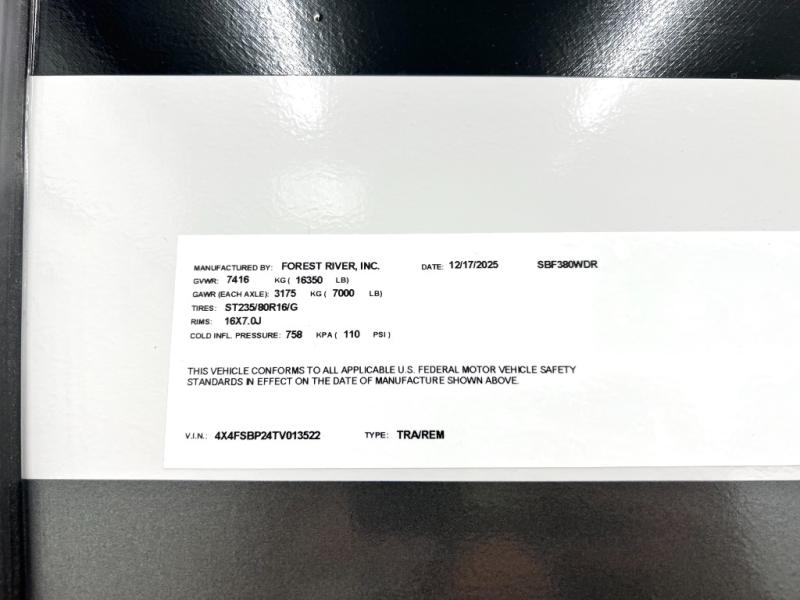 MANUFACTURED BY: FOREST RIVER, INC. DATE: 12/17/2025 SBF380WDR
GVWR: 7416 KG ( 16350 LB)
GAWR (EACH AXLE): 3175 KG ( 7000 LB)
TIRES: ST235/80R16/G
RIMS: 16X7.0J
COLD INFL. PRESSURE: 758 KPA ( 110 PSI )
THIS VEHICLE CONFORMS TO ALL APPLICABLE U.S. FEDERAL MOTOR VEHICLE SAFETY
STANDARDS IN EFFECT ON THE DATE OF MANUFACTURE SHOWN ABOVE.
V.I.N.: 4X4FSBP24TV013522 TYPE: TRA/REM